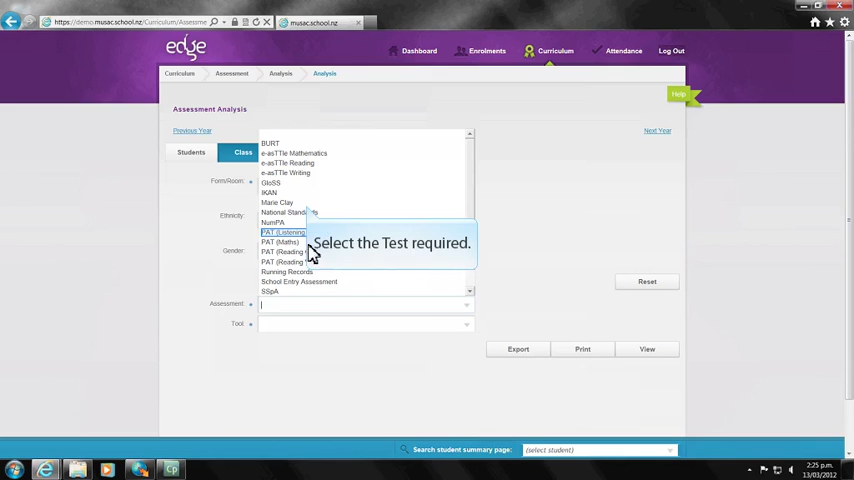 https://demo.musac.school.nz/Curriculum/Assessme
musac.school.nz
edge
Dashboard
Enrolments
Curriculum
Attendance
Log Out
Curriculum
Assessment
Analysis
Analysis
Help
Assessment Analysis
Previous Year
Next Year
Students
Class
Form/Room:
Ethnicity:
Gender:
BURT
e-asTTle Mathematics
e-asTTle Reading
e-asTTle Writing
GloSS
IKAN
Marie Clay
National Standards
NumPA
PAT (Listening
PAT (Maths)
PAT (Reading
PAT (Reading
Running Records
School Entry Assessment
SSpA
Select the Test required.
Reset
Assessment:
Tool:
Export
Print
View
Search student summary page:
(select student)
Cp
2:25 p.m.
13/03/2012